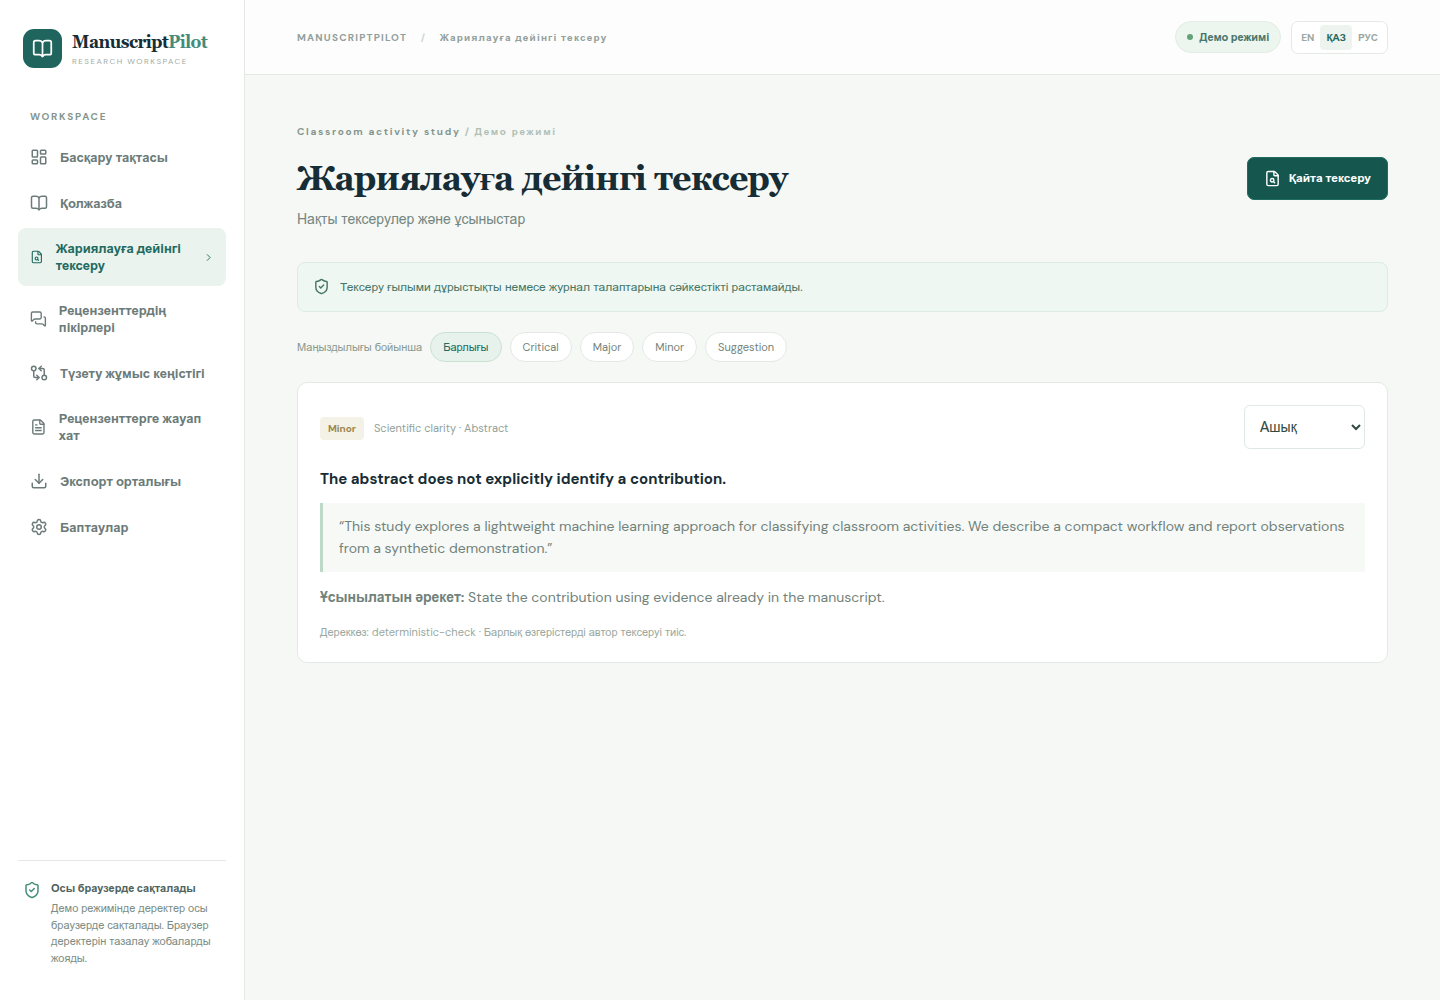 ManuscriptPilot
RESEARCH WORKSPACE
WORKSPACE
Басқару тақтасы
Қолжазба
Жариялауға дейінгі
тексеру
Рецензенттердің
пікірлері
Түзету жұмыс кеңістігі
Рецензенттерге жауап
хат
Экспорт орталығы
Баптаулар
Осы браузерде сақталады
Демо режимінде деректер осы
браузерде сақталады. Браузер
деректерін тазалау жобаларды
жояды.
MANUSCRIPTPILOT / Жариялауға дейінгі тексеру
Демо режимі
EN ҚАЗ РУС
Classroom activity study / Демо режимі
Жариялауға дейінгі тексеру
Қайта тексеру
Нақты тексерулер және ұсыныстар
Тексеру ғылыми дұрыстықты немесе журнал талаптарына сәйкестікті растамайды.
Маңыздылығы бойынша Барлығы Critical Major Minor Suggestion
Minor Scientific clarity · Abstract
Ашық
The abstract does not explicitly identify a contribution.
“This study explores a lightweight machine learning approach for classifying classroom activities. We describe a compact workflow and report observations
from a synthetic demonstration.”
Ұсынылатын әрекет: State the contribution using evidence already in the manuscript.
Дереккөз: deterministic-check · Барлық өзгерістерді автор тексеруі тиіс.